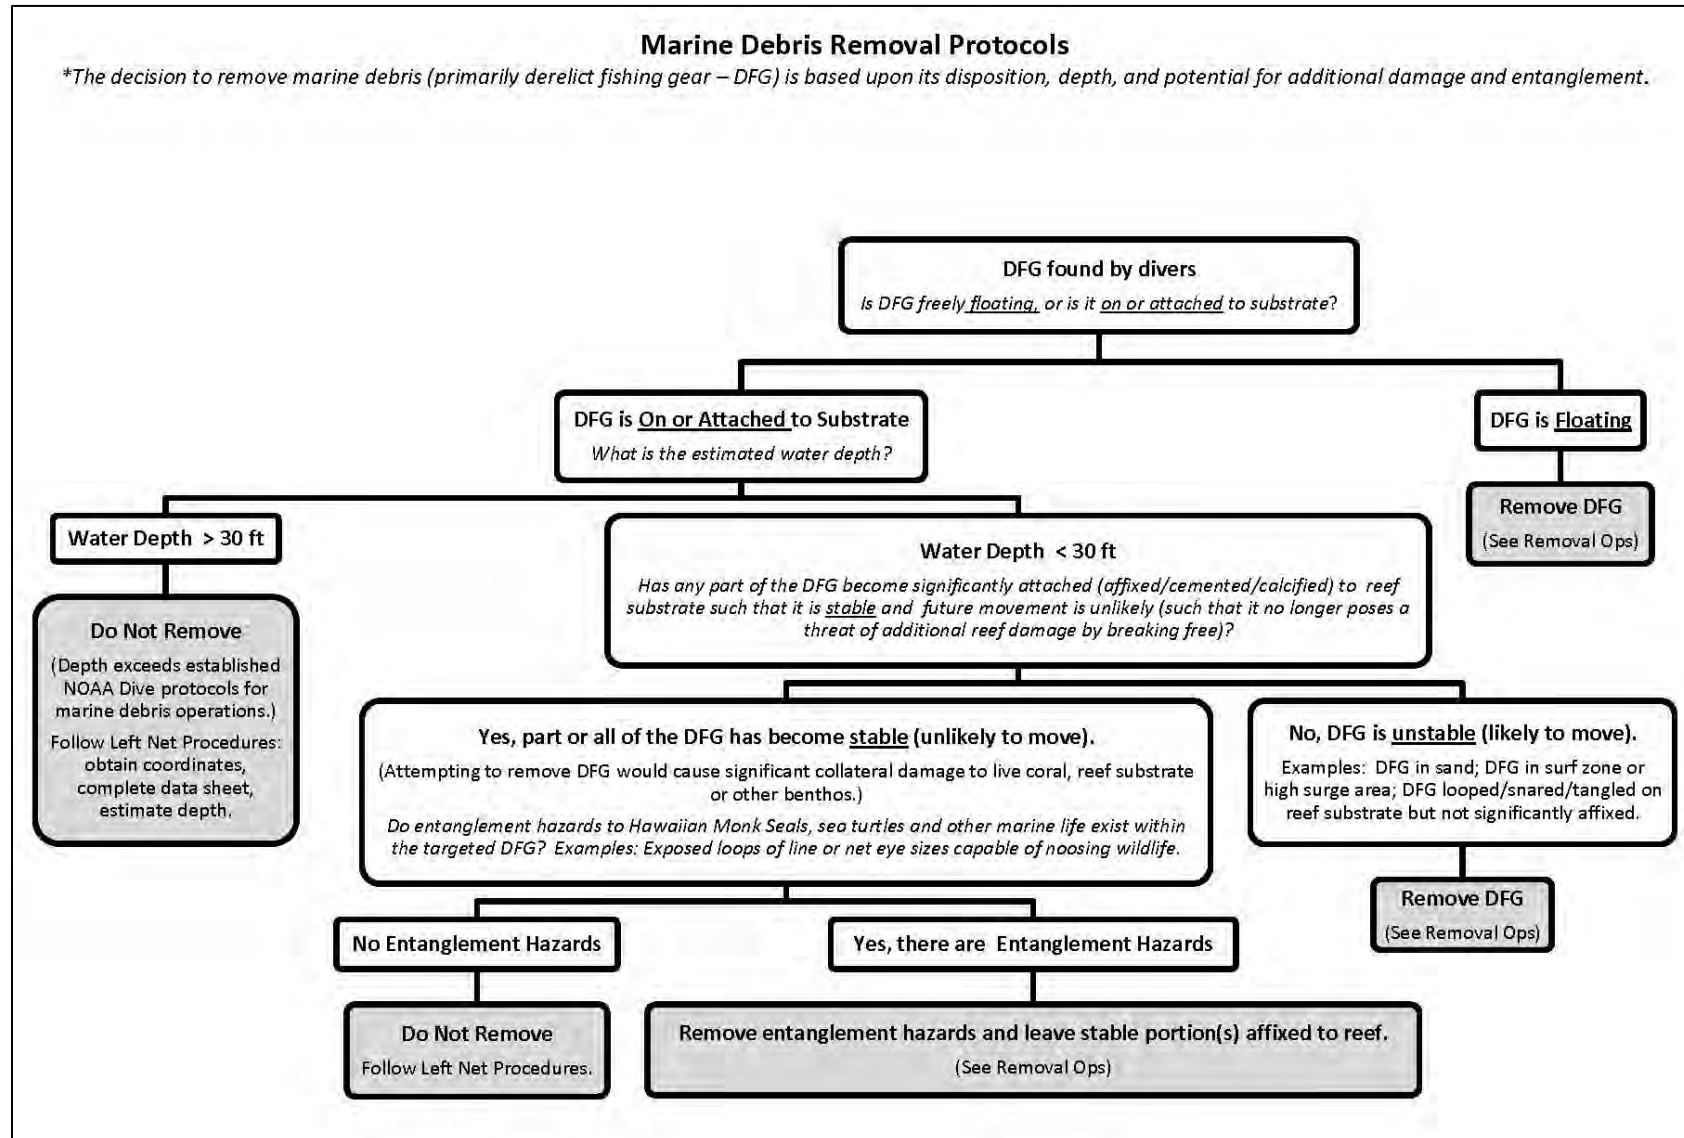 Marine Debris Removal Protocols
*The decision to remove marine debris (primarily derelict fishing gear – DFG) is based upon its disposition, depth, and potential for additional damage and entanglement.
DFG found by divers
Is DFG freely floating, or is it on or attached to substrate?
DFG is On or Attached to Substrate
What is the estimated water depth?
DFG is Floating
Remove DFG
(See Removal Ops)
Water Depth > 30 ft
Do Not Remove
(Depth exceeds established
NOAA Dive protocols for
marine debris operations.)
Follow Left Net Procedures:
obtain coordinates,
complete data sheet,
estimate depth.
Water Depth < 30 ft
Has any part of the DFG become significantly attached (affixed/cemented/calcified) to reef
substrate such that it is stable and future movement is unlikely (such that it no longer poses a
threat of additional reef damage by breaking free)?
Yes, part or all of the DFG has become stable (unlikely to move).
(Attempting to remove DFG would cause significant collateral damage to live coral, reef substrate
or other benthos.)
Do entanglement hazards to Hawaiian Monk Seals, sea turtles and other marine life exist within
the targeted DFG? Examples: Exposed loops of line or net eye sizes capable of noosing wildlife.
No, DFG is unstable (likely to move).
Examples: DFG in sand; DFG in surf zone or
high surge area; DFG looped/snared/tangled on
reef substrate but not significantly affixed.
Remove DFG
(See Removal Ops)
No Entanglement Hazards
Do Not Remove
Follow Left Net Procedures.
Yes, there are Entanglement Hazards
Remove entanglement hazards and leave stable portion(s) affixed to reef.
(See Removal Ops)